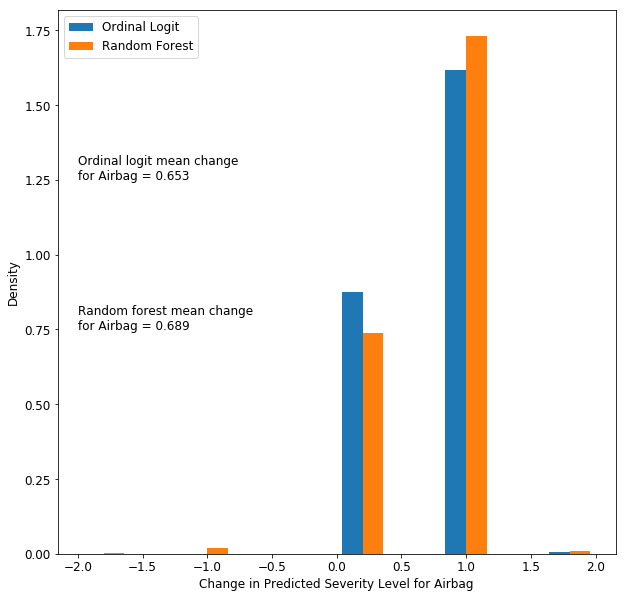 Ordinal Logit
Random Forest
1.75
1.50
1.25
1.00
0.75
0.50
0.25
0.00
Density
Ordinal logit mean change
for Airbag = 0.653
Random forest mean change
for Airbag = 0.689
−2.0 −1.5 −1.0 −0.5 0.0 0.5 1.0 1.5 2.0
Change in Predicted Severity Level for Airbag